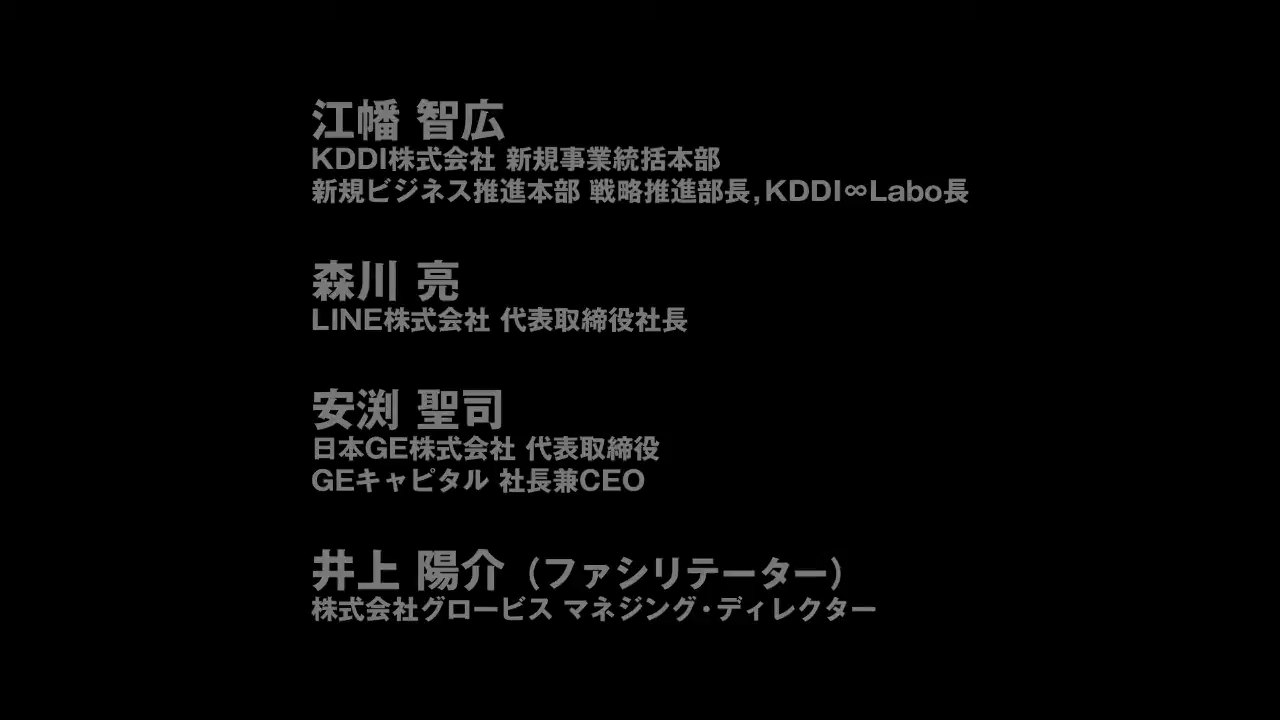 江幡 智広
KDDI株式会社 新規事業統括本部
新規ビジネス推進本部 戦略推進部長,KDDI∞Labo長
森川 亮
LINE株式会社 代表取締役社長
安渕 聖司
日本GE株式会社 代表取締役
GEキャピタル 社長兼CEO
井上 陽介（ファシリテーター）
株式会社グロービス マネジング・ディレクター